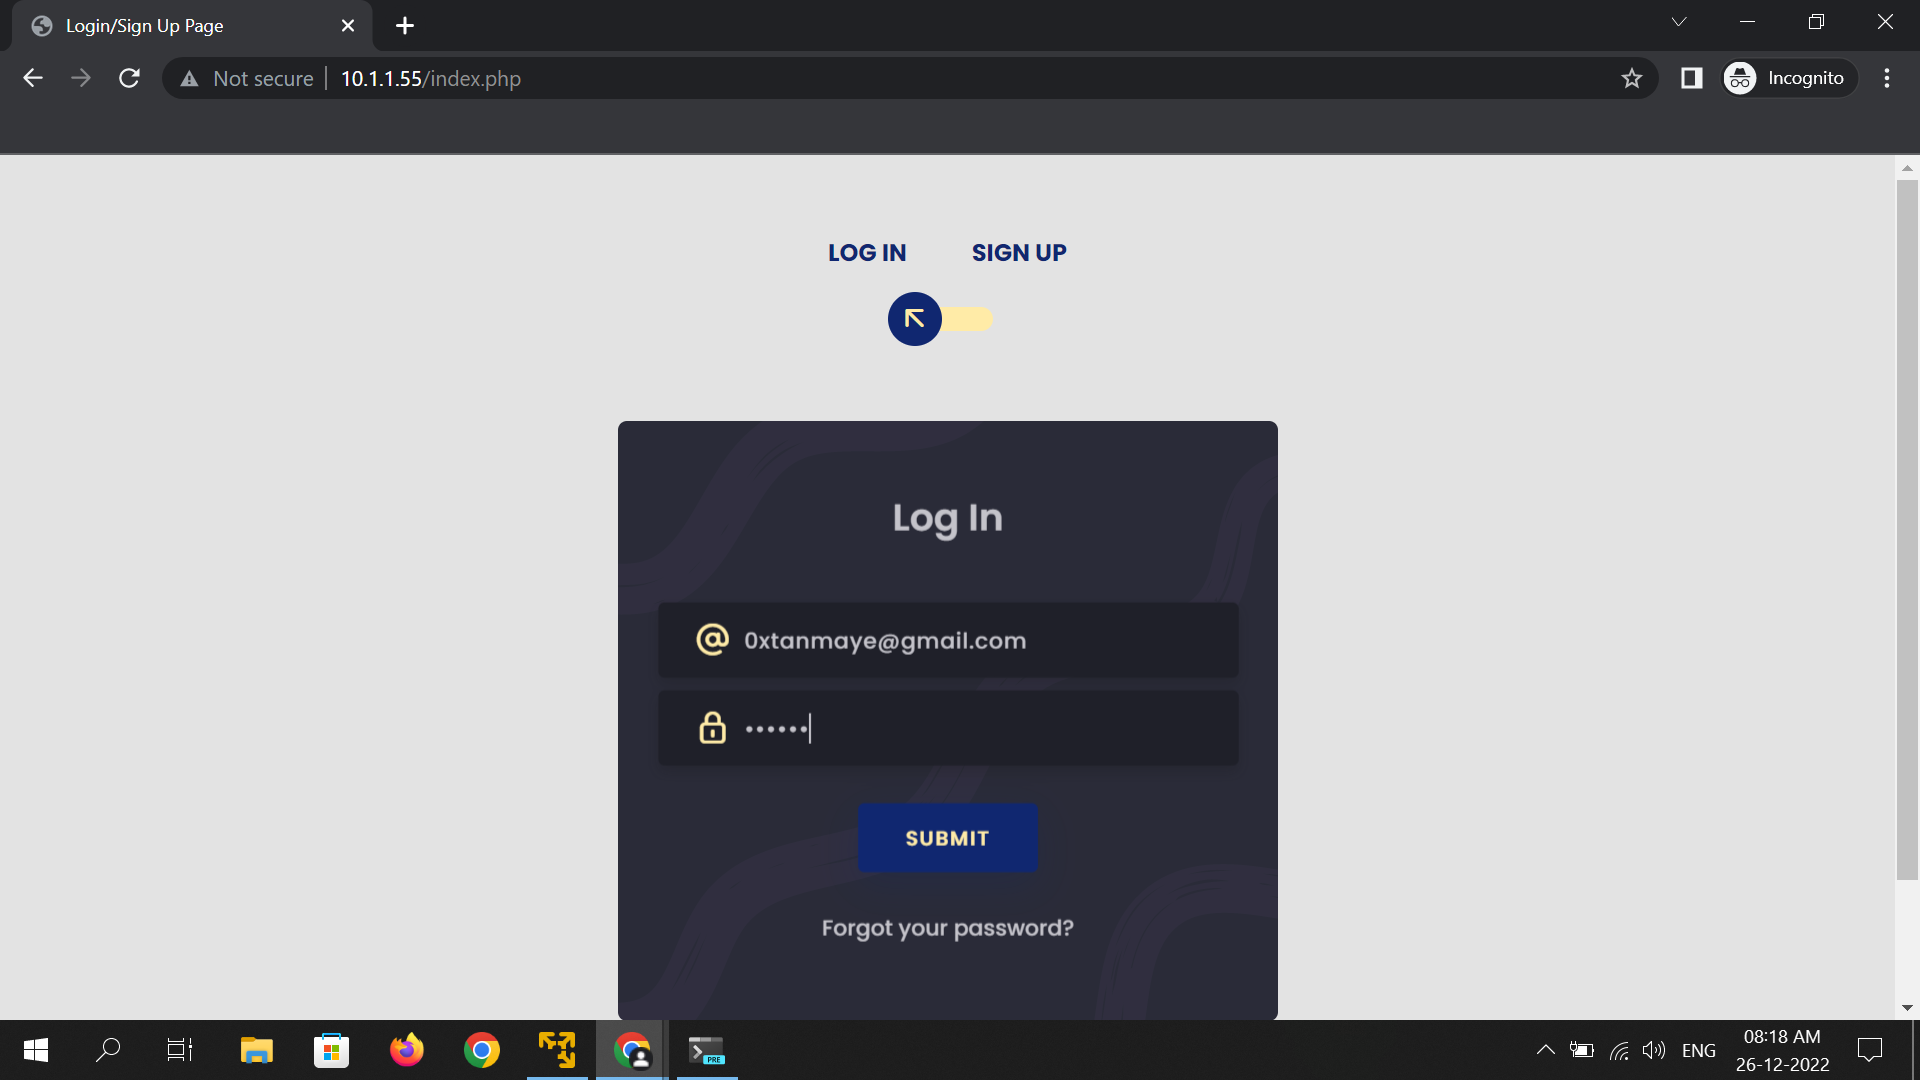 Login/Sign Up Page
Not secure
10.1.1.55/index.php
Incognito
LOG IN
SIGN UP
Log In
0xtanmaye@gmail.com
••••••
SUBMIT
Forgot your password?
PRE
ENG
08:18 AM
26-12-2022